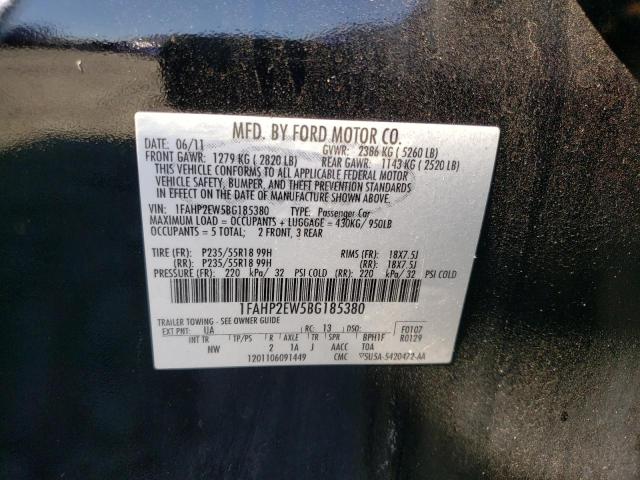 MFD. BY FORD MOTOR CO.
DATE: 06/11 GVWR: 2386 KG ( 5260 LB)
FRONT GAWR: 1279 KG ( 2820 LB) REAR GAWR: 1143 KG ( 2520 LB)
THIS VEHICLE CONFORMS TO ALL APPLICABLE FEDERAL MOTOR
VEHICLE SAFETY, BUMPER, AND THEFT PREVENTION STANDARDS
IN EFFECT ON THE DATE OF MANUFACTURE SHOWN ABOVE.
VIN: 1FAHP2EW5BG185380 TYPE: Passenger Car
MAXIMUM LOAD = OCCUPANTS + LUGGAGE = 430KG/950LB
OCCUPANTS = 5 TOTAL: 2 FRONT, 3 REAR
TIRE (FR): P235/55R18 99H RIMS (FR): 18X7.5J
(RR): P235/55R18 99H (RR): 18X7.5J
PRESSURE (FR): 220 kPa/ 32 PSI COLD (RR): 220 kPa/ 32 PSI COLD
1FAHP2EW5BG185380
TRAILER TOWING - SEE OWNER GUIDE
EXT PNT: UA RC: 13 DSO: F0107
INT TR TP/PS R AXLE TR SPR BPH1F R0129
NW 2 1A J AACC TOA
1201106091449 CMC ▽5U5A-5420472-AA